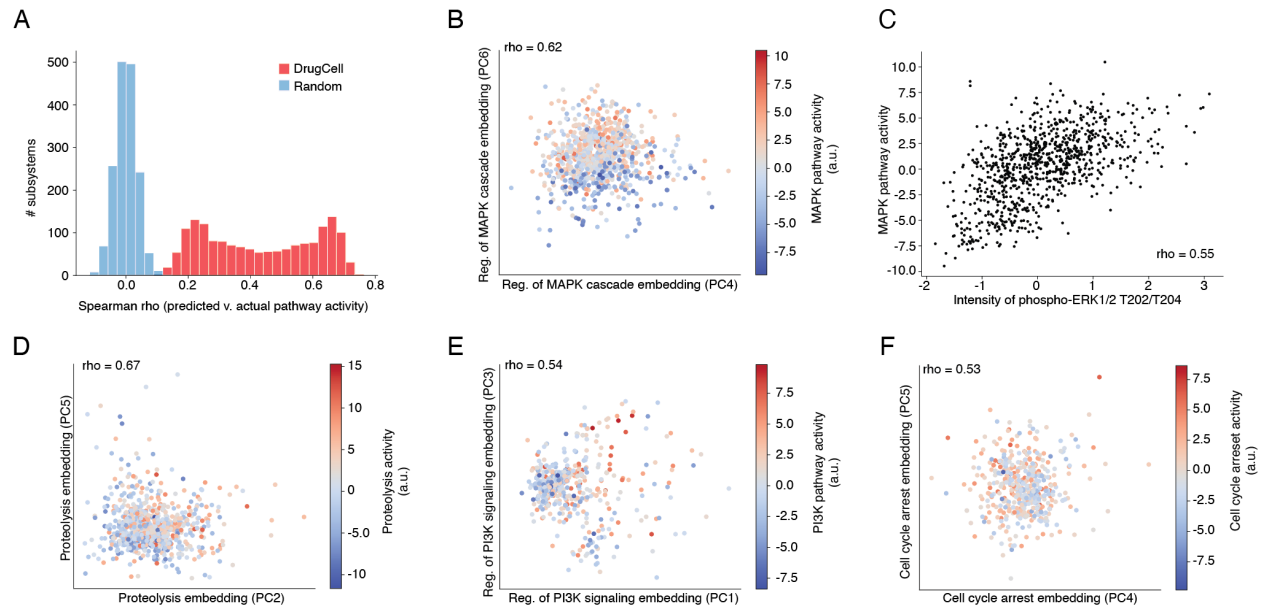 A
DrugCell
Random
500
400
300
200
100
0
0.0
0.2
0.4
0.6
0.8
# subsystems
Spearman rho (predicted v. actual pathway activity)
B
rho = 0.62
Reg. of MAPK cascade embedding (PC6)
Reg. of MAPK cascade embedding (PC4)
10
7.5
5.0
2.5
0.0
-2.5
-5.0
-7.5
MAPK pathway activity
(a.u.)
C
10.0
7.5
5.0
2.5
0.0
-2.5
-5.0
-7.5
-10.0
-2
-1
0
1
2
3
MAPK pathway activity
rho = 0.55
Intensity of phospho-ERK1/2 T202/T204
D
rho = 0.67
Proteolysis embedding (PC5)
Proteolysis embedding (PC2)
15
10
5
0
-5.0
-10
Proteolysis activity
(a.u.)
E
rho = 0.54
Reg. of PI3K signaling embedding (PC3)
Reg. of PI3K signaling embedding (PC1)
7.5
5.0
2.5
0.0
-2.5
-5.0
-7.5
PI3K pathway activity
(a.u.)
F
rho = 0.53
Cell cycle arrest embedding (PC5)
Cell cycle arrest embedding (PC4)
7.5
5.0
2.5
0.0
-2.5
-5.0
-7.5
Cell cycle arreset activity
(a.u.)